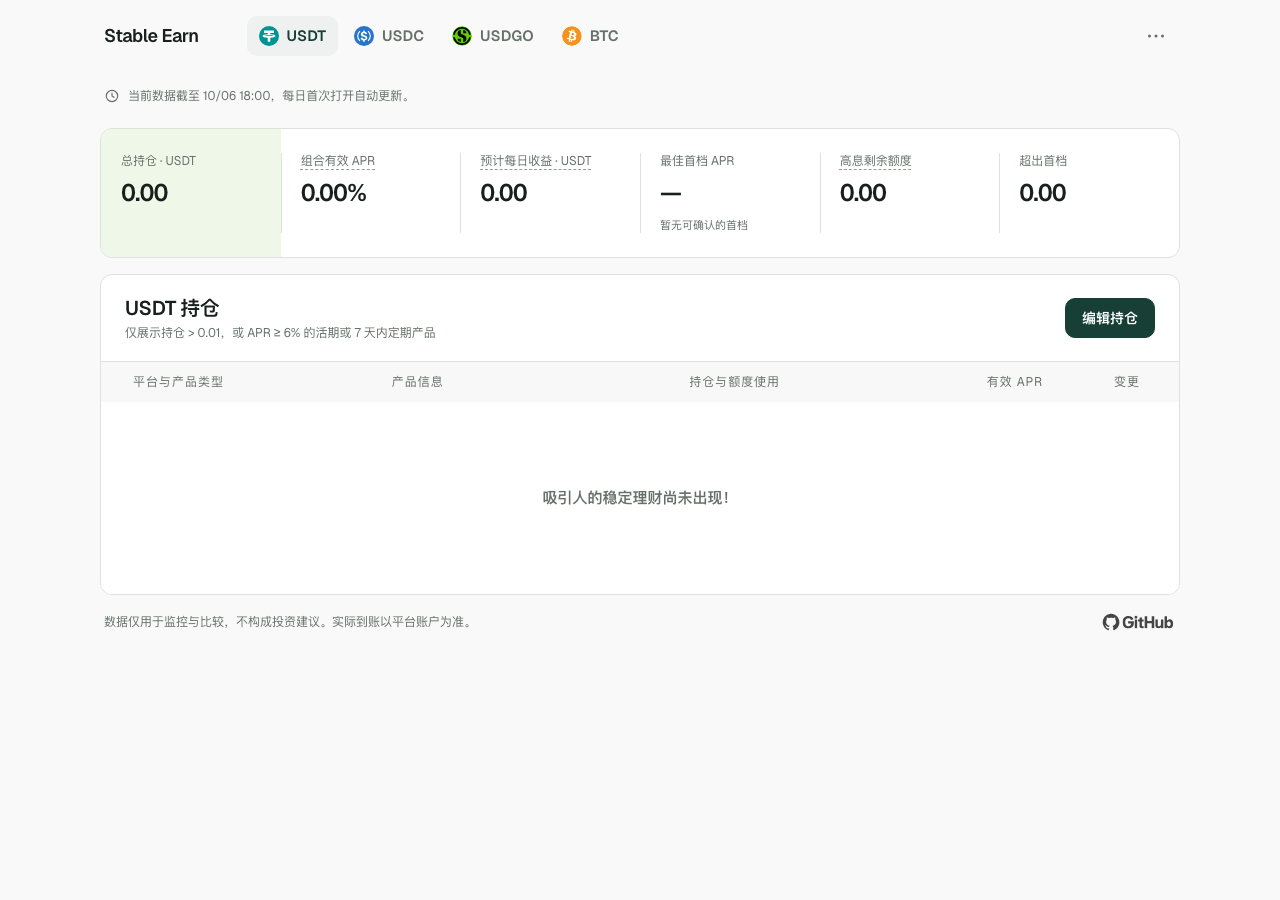 Stable Earn
USDT
USDC
USDGO
BTC
当前数据截至 10/06 18:00，每日首次打开自动更新。
总持仓 · USDT
0.00
组合有效 APR
0.00%
预计每日收益 · USDT
0.00
最佳首档 APR
—
暂无可确认的首档
高息剩余额度
0.00
超出首档
0.00
USDT 持仓
仅展示持仓 > 0.01，或 APR ≥ 6% 的活期或 7 天内定期产品
编辑持仓
平台与产品类型
产品信息
持仓与额度使用
有效 APR
变更
吸引人的稳定理财尚未出现！
数据仅用于监控与比较，不构成投资建议。实际到账以平台账户为准。
GitHub